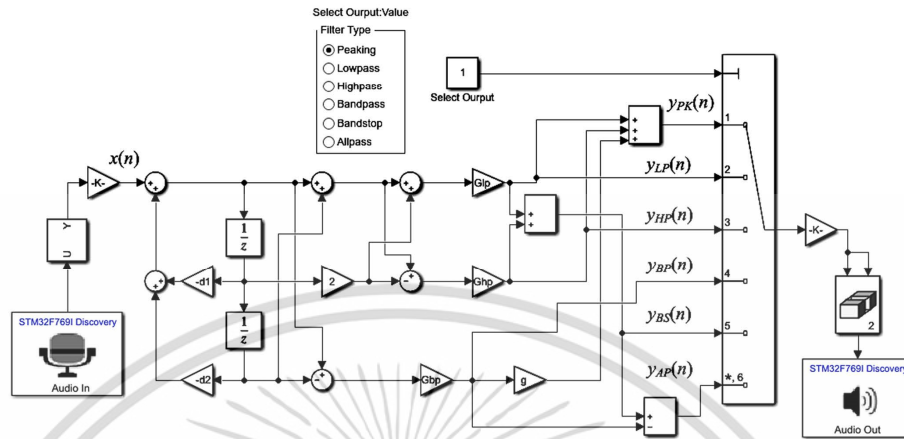 Select Ourput:Value
Filter Type
Peaking
Lowpass
Highpass
Bandpass
Bandstop
Allpass
1
Select Ourput
x(n)
-K-
U Y
STM32F769I Discovery
Audio In
1/z
-d1
2
1/z
-d2
Glp
Ghp
Gbp
g
y_PK(n)
y_LP(n)
y_HP(n)
y_BP(n)
y_BS(n)
y_AP(n)
1
2
3
4
5
*, 6
-K-
2
STM32F769I Discovery
Audio Out